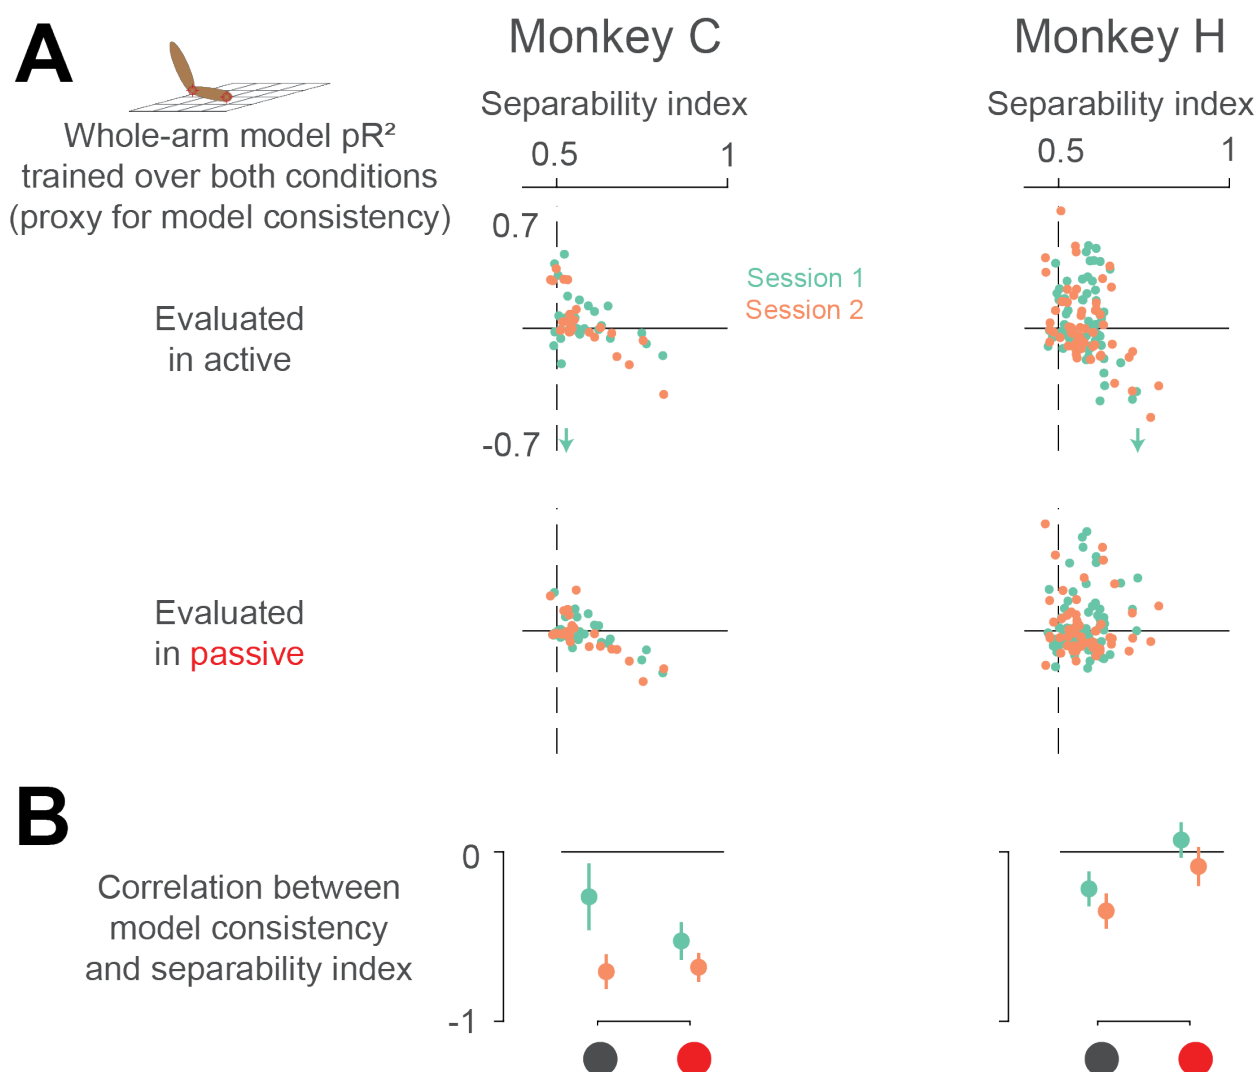 A
Monkey C
Monkey H
Separability index
Separability index
Whole-arm model pR²
trained over both conditions
(proxy for model consistency)
0.5
1
0.5
1
0.7
Session 1
Session 2
Evaluated
in active
-0.7
Evaluated
in passive
B
0
Correlation between
model consistency
and separability index
-1